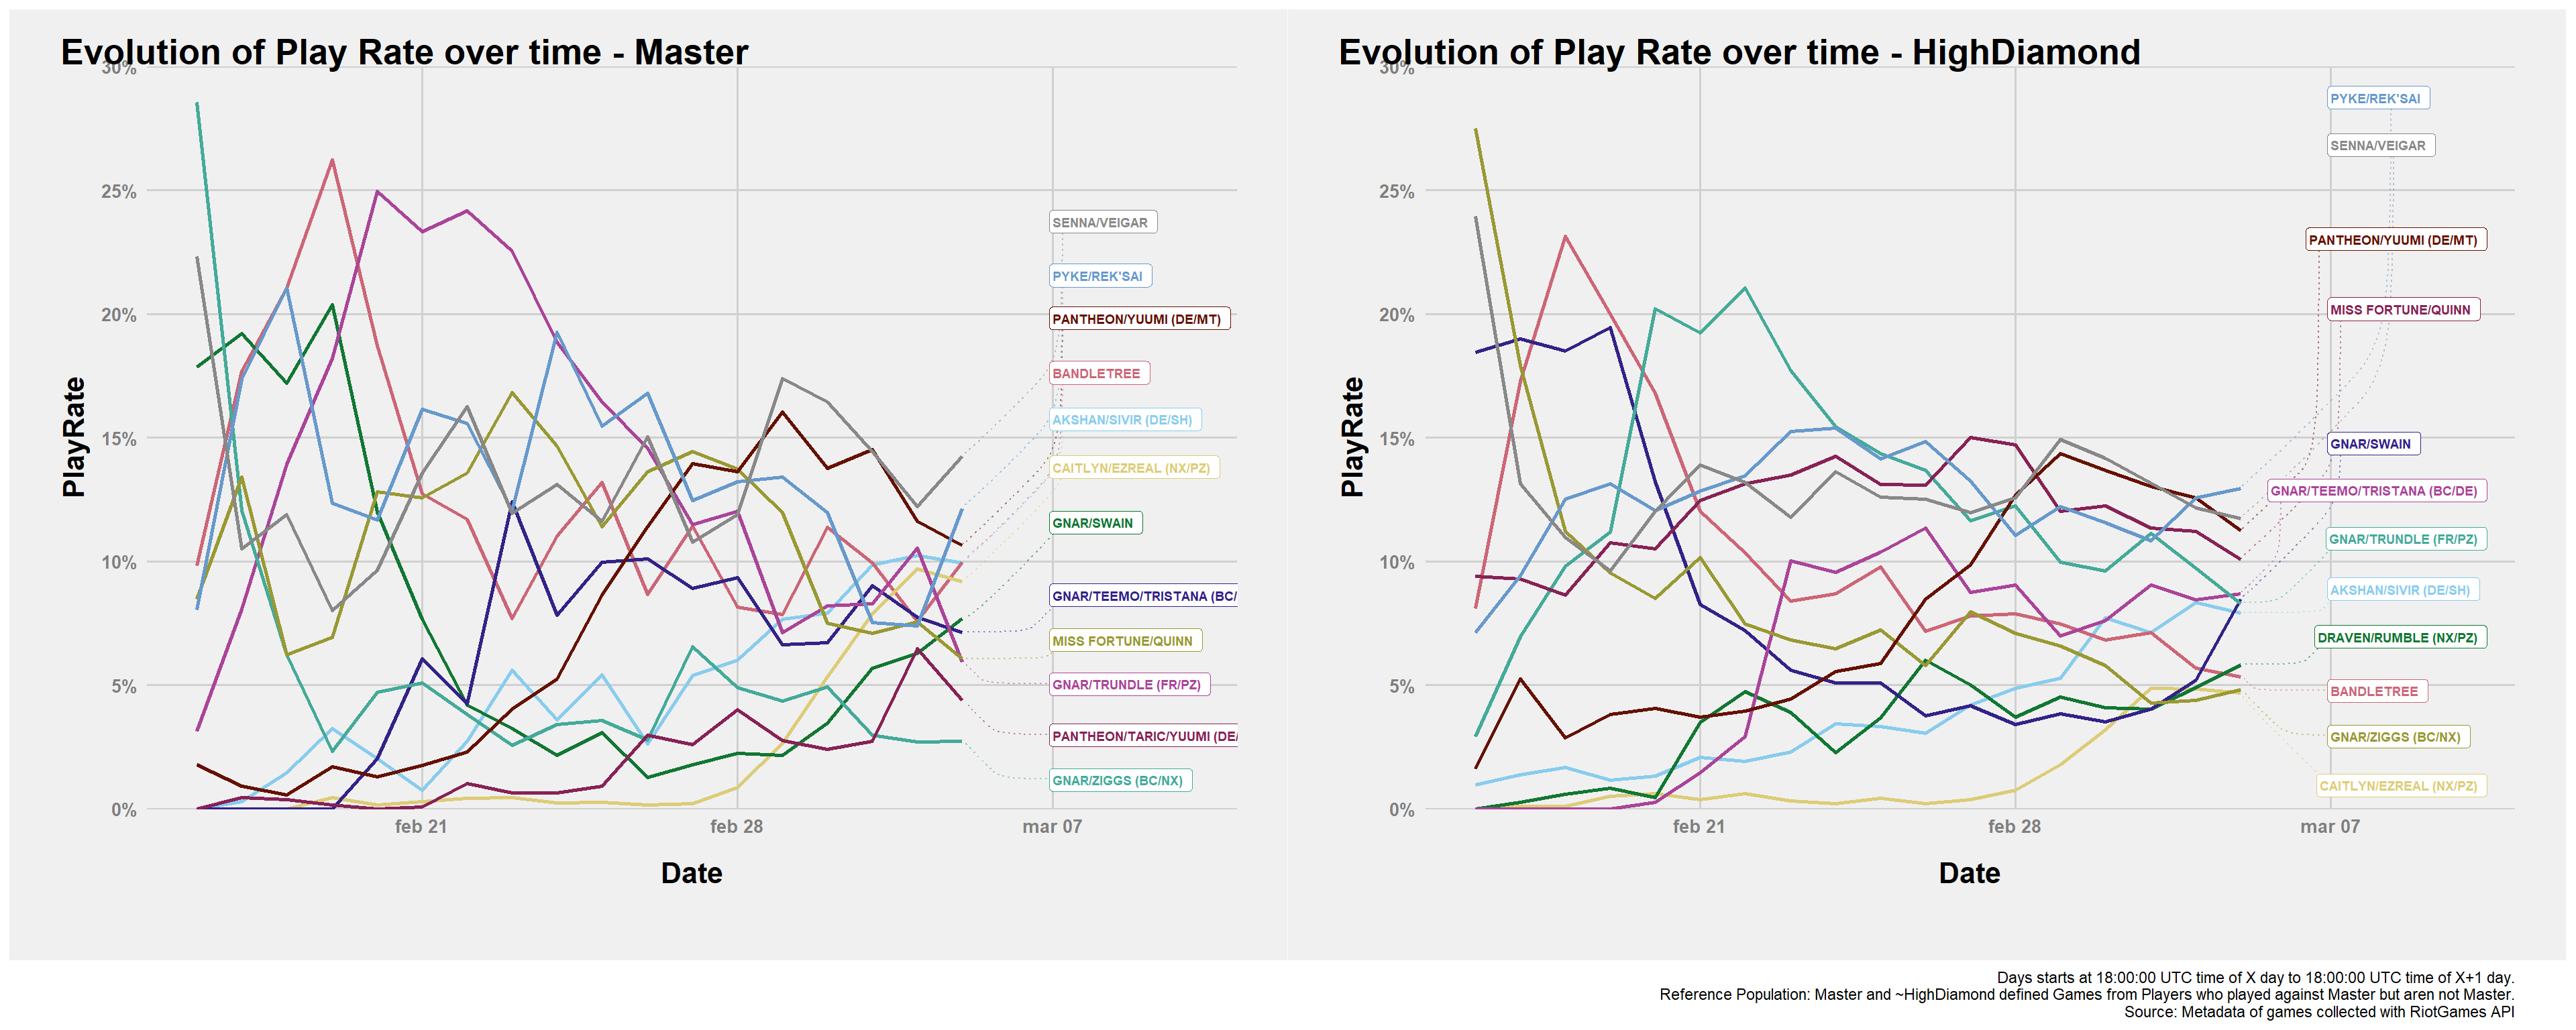 Evolution of Play Rate over time - Master
30%
25%
20%
15%
10%
5%
0%
PlayRate
feb 21
feb 28
mar 07
Date
SENNA/VEIGAR
PYKE/REK'SAI
PANTHEON/YUUMI (DE/MT)
BANDLETREE
AKSHAN/SIVIR (DE/SH)
CAITLYN/EZREAL (NX/PZ)
GNAR/SWAIN
GNAR/TEEMO/TRISTANA (BC/
MISS FORTUNE/QUINN
GNAR/TRUNDLE (FR/PZ)
PANTHEON/TARIC/YUUMI (DE/
GNAR/ZIGGS (BC/NX)
Evolution of Play Rate over time - HighDiamond
30%
25%
20%
15%
10%
5%
0%
PlayRate
feb 21
feb 28
mar 07
Date
PYKE/REK'SAI
SENNA/VEIGAR
PANTHEON/YUUMI (DE/MT)
MISS FORTUNE/QUINN
GNAR/SWAIN
GNAR/TEEMO/TRISTANA (BC/DE)
GNAR/TRUNDLE (FR/PZ)
AKSHAN/SIVIR (DE/SH)
DRAVEN/RUMBLE (NX/PZ)
BANDLETREE
GNAR/ZIGGS (BC/NX)
CAITLYN/EZREAL (NX/PZ)
Days starts at 18:00:00 UTC time of X day to 18:00:00 UTC time of X+1 day.
Reference Population: Master and ~HighDiamond defined Games from Players who played against Master but aren not Master.
Source: Metadata of games collected with RiotGames API